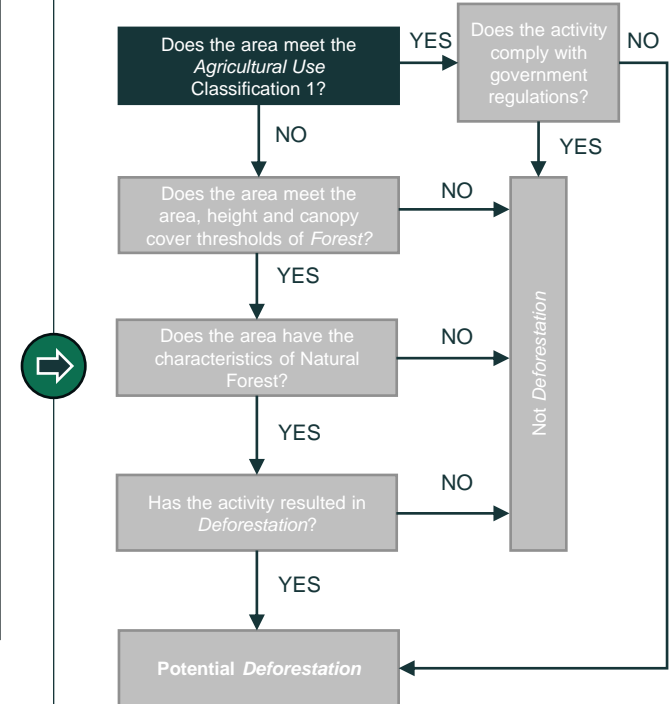 Does the area meet the
Agricultural Use
Classification 1?
YES
Does the activity
comply with
government
regulations?
NO
NO
YES
Does the area meet the
area, height and canopy
cover thresholds of Forest?
NO
YES
Does the area have the
characteristics of Natural
Forest?
NO
Not Deforestation
YES
Has the activity resulted in
Deforestation?
NO
YES
Potential Deforestation